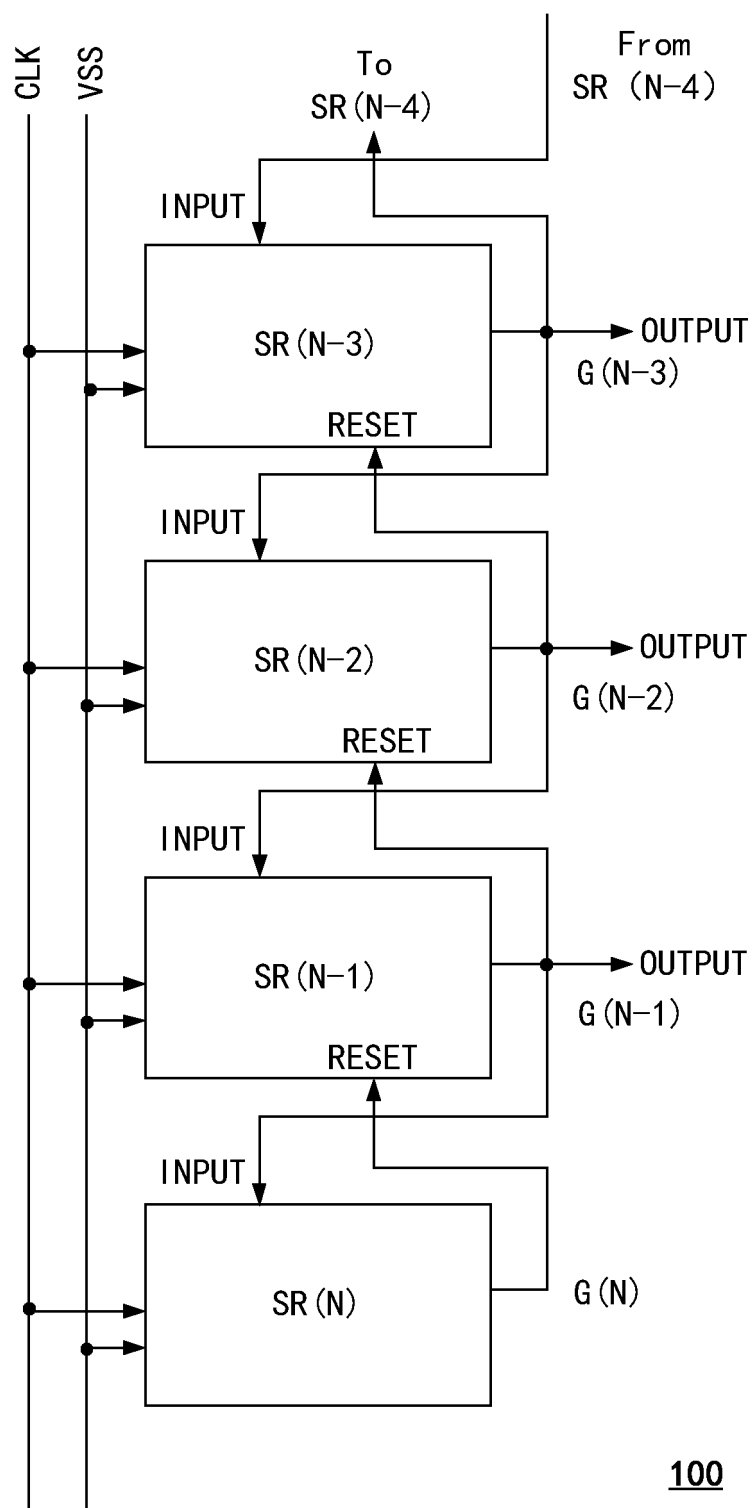 CLK
VSS
To
SR(N-4)
From
SR (N-4)
INPUT
SR(N-3)
OUTPUT
G(N-3)
RESET
INPUT
SR(N-2)
OUTPUT
G(N-2)
RESET
INPUT
SR(N-1)
OUTPUT
G(N-1)
RESET
INPUT
SR(N)
G(N)
100